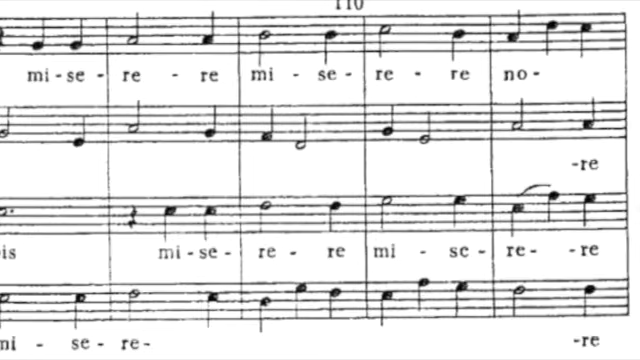 110
mi - se - re - re mi - se - re - re no -
-re
is mi - se - re - re mi - se - re - -re
ni - se - re - -re